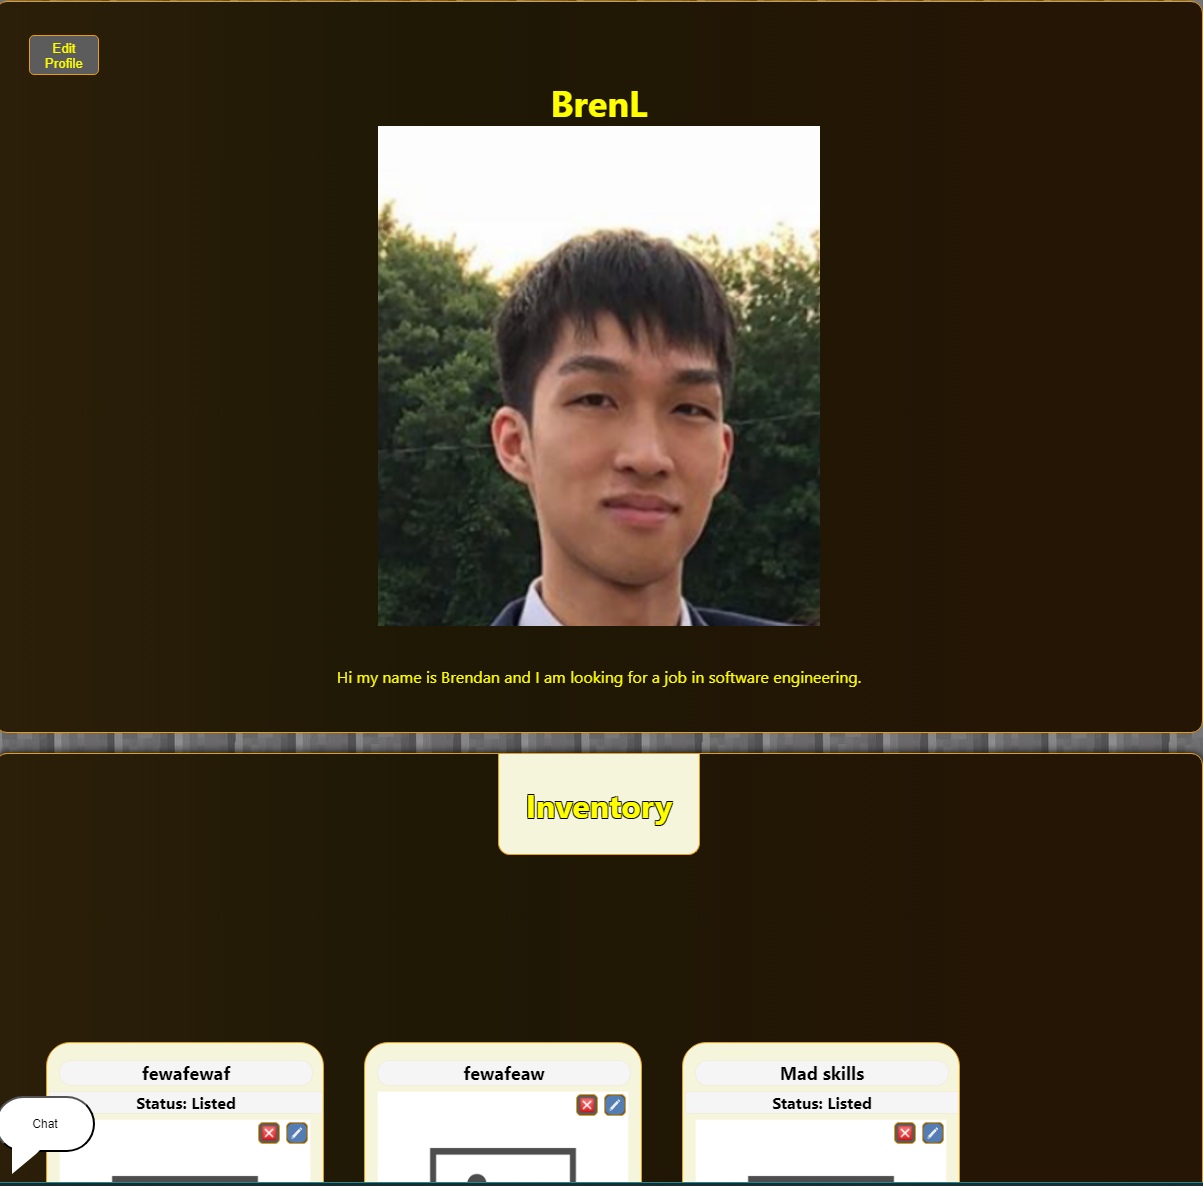 Edit
Profile
BrenL
Hi my name is Brendan and I am looking for a job in software engineering.
Inventory
fewafewaf
fewafeaw
Mad skills
Status: Listed
Status: Listed
Chat